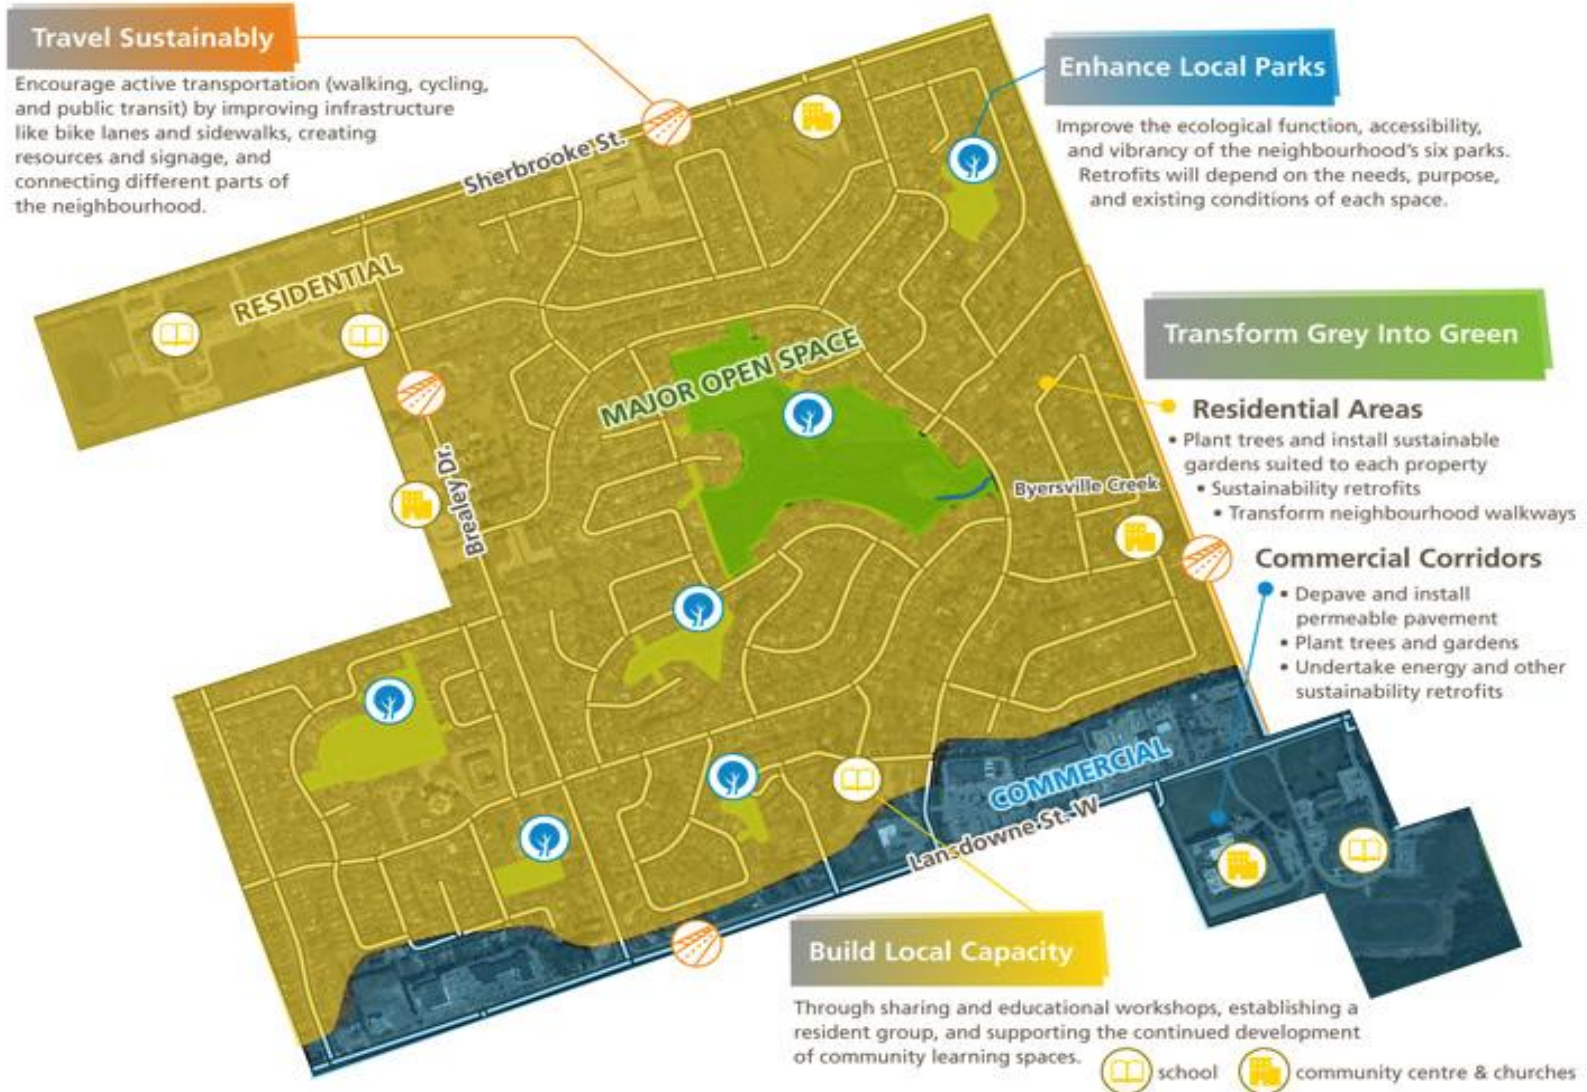 Travel Sustainably
Encourage active transportation (walking, cycling,
and public transit) by improving infrastructure
like bike lanes and sidewalks, creating
resources and signage, and
connecting different parts of
the neighbourhood.
Enhance Local Parks
Improve the ecological function, accessibility,
and vibrancy of the neighbourhood's six parks.
Retrofits will depend on the needs, purpose,
and existing conditions of each space.
Sherbrooke St.
RESIDENTIAL
MAJOR OPEN SPACE
Brealey Dr.
Byersville Creek
Transform Grey Into Green
Residential Areas
• Plant trees and install sustainable
gardens suited to each property
• Sustainability retrofits
• Transform neighbourhood walkways
Commercial Corridors
• Depave and install
permeable pavement
• Plant trees and gardens
• Undertake energy and other
sustainability retrofits
COMMERCIAL
Lansdowne St. W
Build Local Capacity
Through sharing and educational workshops, establishing a
resident group, and supporting the continued development
of community learning spaces.
school
community centre & churches